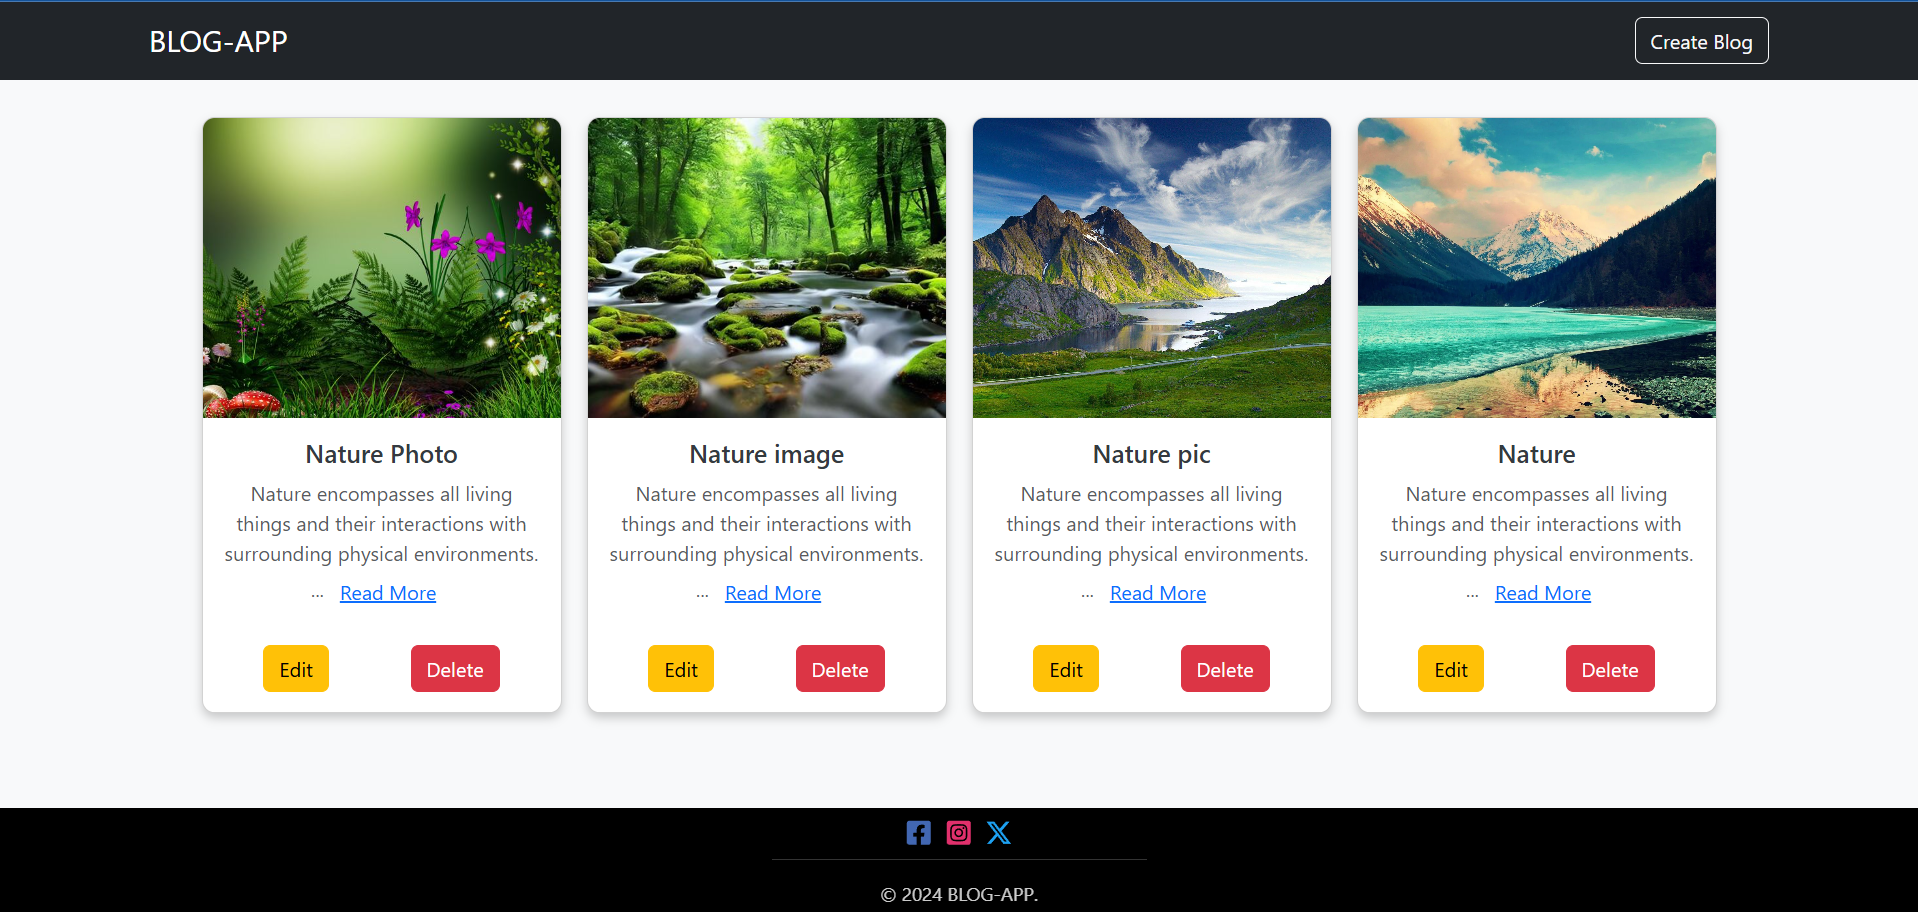 BLOG-APP
Create Blog
Nature Photo
Nature encompasses all living
things and their interactions with
surrounding physical environments.
... Read More
Edit
Delete
Nature image
Nature encompasses all living
things and their interactions with
surrounding physical environments.
... Read More
Edit
Delete
Nature pic
Nature encompasses all living
things and their interactions with
surrounding physical environments.
... Read More
Edit
Delete
Nature
Nature encompasses all living
things and their interactions with
surrounding physical environments.
... Read More
Edit
Delete
© 2024 BLOG-APP.